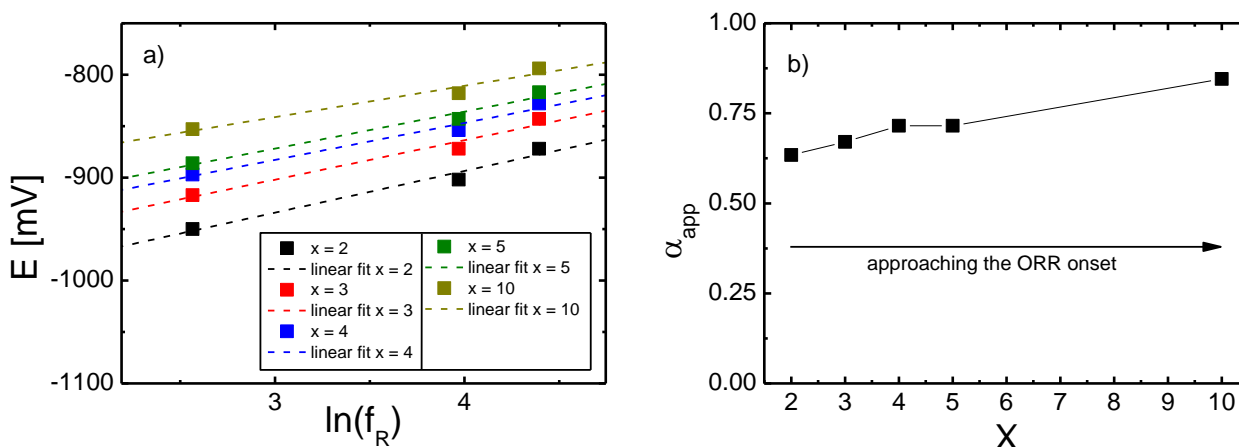 a)
E [mV]
-800
-900
-1000
-1100
x = 2
linear fit x = 2
x = 3
linear fit x = 3
x = 4
linear fit x = 4
x = 5
linear fit x = 5
x = 10
linear fit x = 10
3
4
ln(f_R)
b)
α_app
1.00
0.75
0.50
0.25
0.00
approaching the ORR onset
2 3 4 5 6 7 8 9 10
X